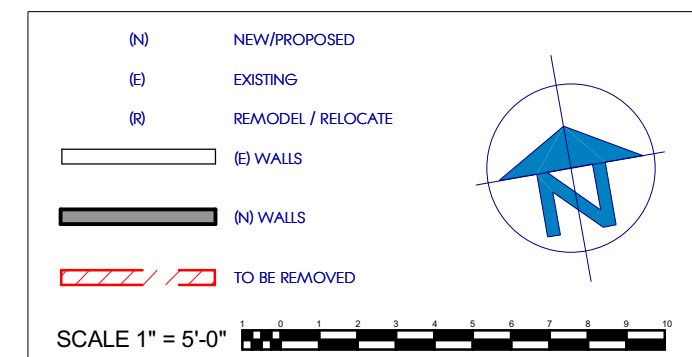 (N) NEW/PROPOSED
(E) EXISTING
(R) REMODEL / RELOCATE
(E) WALLS
(N) WALLS
TO BE REMOVED
N
SCALE 1" = 5'-0" 1 0 1 2 3 4 5 6 7 8 9 10